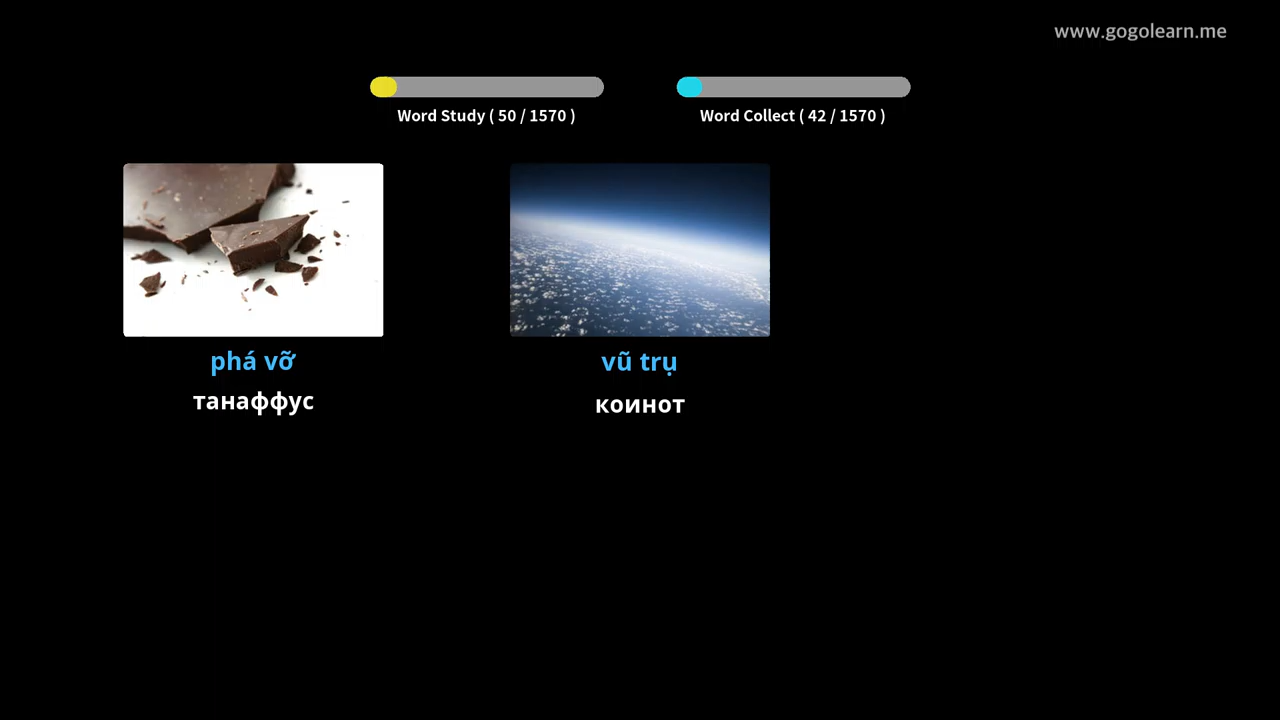 www.gogolearn.me
Word Study ( 50 / 1570 )
Word Collect ( 42 / 1570 )
phá vỡ
танаффус
vũ trụ
коинот